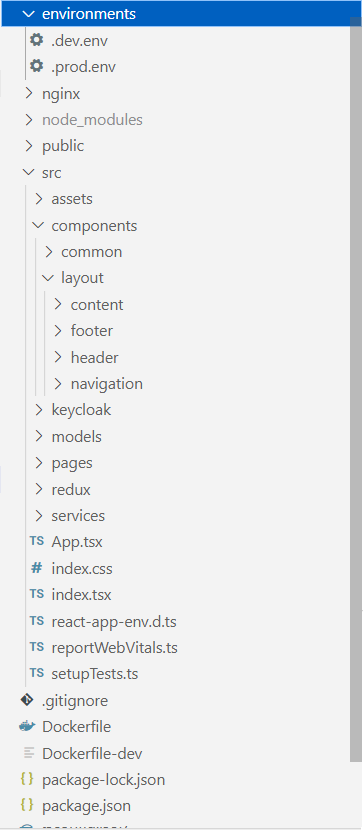 environments
.dev.env
.prod.env
nginx
node_modules
public
src
assets
components
common
layout
content
footer
header
navigation
keycloak
models
pages
redux
services
TS App.tsx
# index.css
TS index.tsx
TS react-app-env.d.ts
TS reportWebVitals.ts
TS setupTests.ts
.gitignore
Dockerfile
Dockerfile-dev
{} package-lock.json
{} package.json